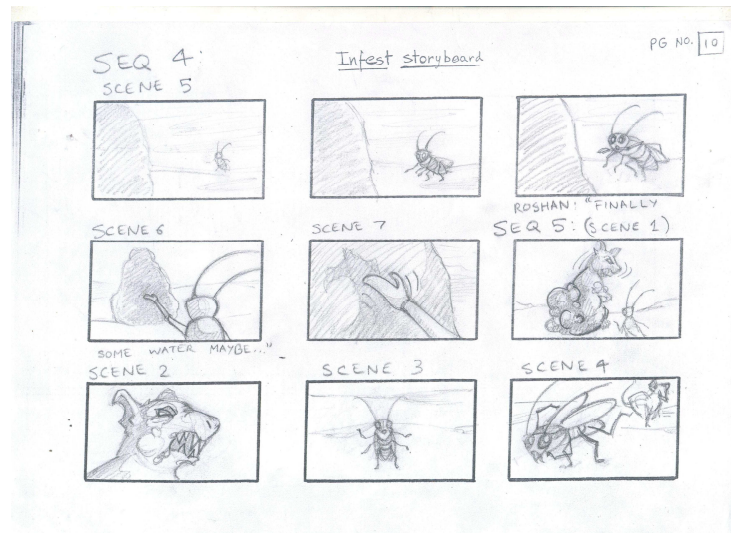 SEQ 4:
Infest storyboard
PG NO. 10
SCENE 5
ROSHAN: "FINALLY
SCENE 6
SCENE 7
SEQ 5: (SCENE 1)
SOME WATER MAYBE..."
SCENE 2
SCENE 3
SCENE 4